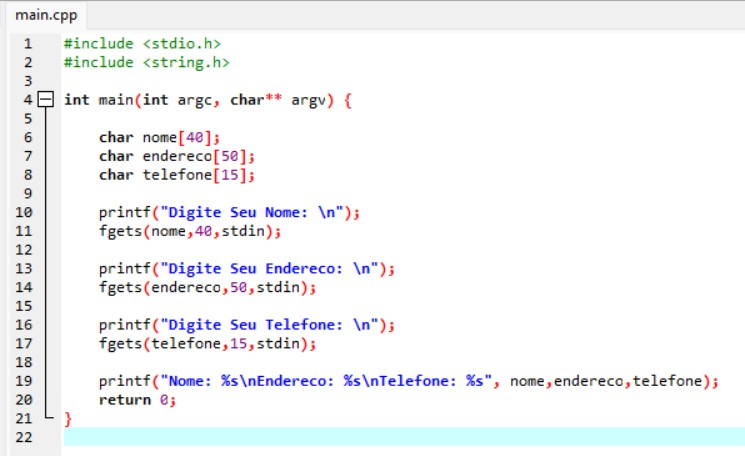 main.cpp
1 #include <stdio.h>
2 #include <string.h>
3
4 int main(int argc, char** argv) {
5
6 char nome[40];
7 char endereco[50];
8 char telefone[15];
9
10 printf("Digite Seu Nome: \n");
11 fgets(nome,40,stdin);
12
13 printf("Digite Seu Endereco: \n");
14 fgets(endereco,50,stdin);
15
16 printf("Digite Seu Telefone: \n");
17 fgets(telefone,15,stdin);
18
19 printf("Nome: %s\nEndereco: %s\nTelefone: %s", nome,endereco,telefone);
20 return 0;
21 }
22